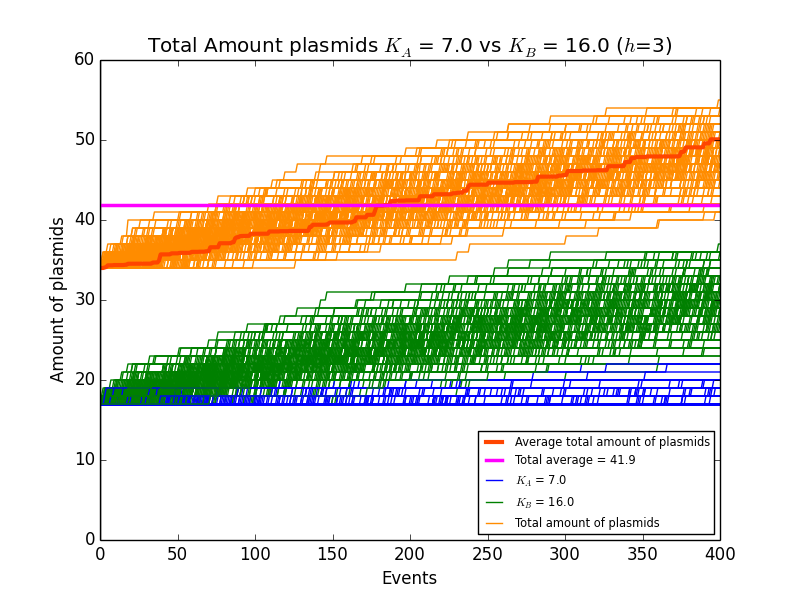 Total Amount plasmids K_A = 7.0 vs K_B = 16.0 (h=3)
60
50
40
30
20
10
0
Amount of plasmids
0 50 100 150 200 250 300 350 400
Events
Average total amount of plasmids
Total average = 41.9
K_A = 7.0
K_B = 16.0
Total amount of plasmids